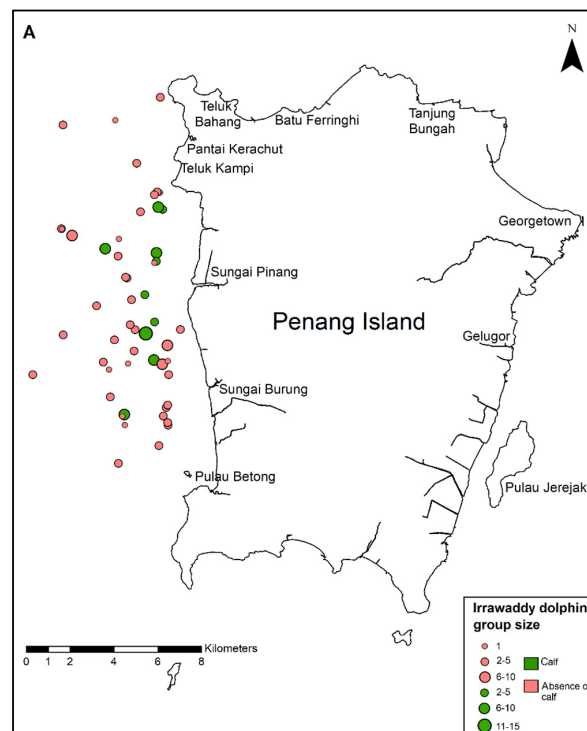 A
N
Teluk
Bahang
Batu Ferringhi
Tanjung
Bungah
Pantai Kerachut
Teluk Kampi
Georgetown
Sungai Pinang
Penang Island
Gelugor
Sungai Burung
Pulau Betong
Pulau Jerejak
Irrawaddy dolphin
group size
1
2-5
6-10
2-5
6-10
11-15
Calf
Absence o
calf
Kilometers
0 1 2 4 6 8